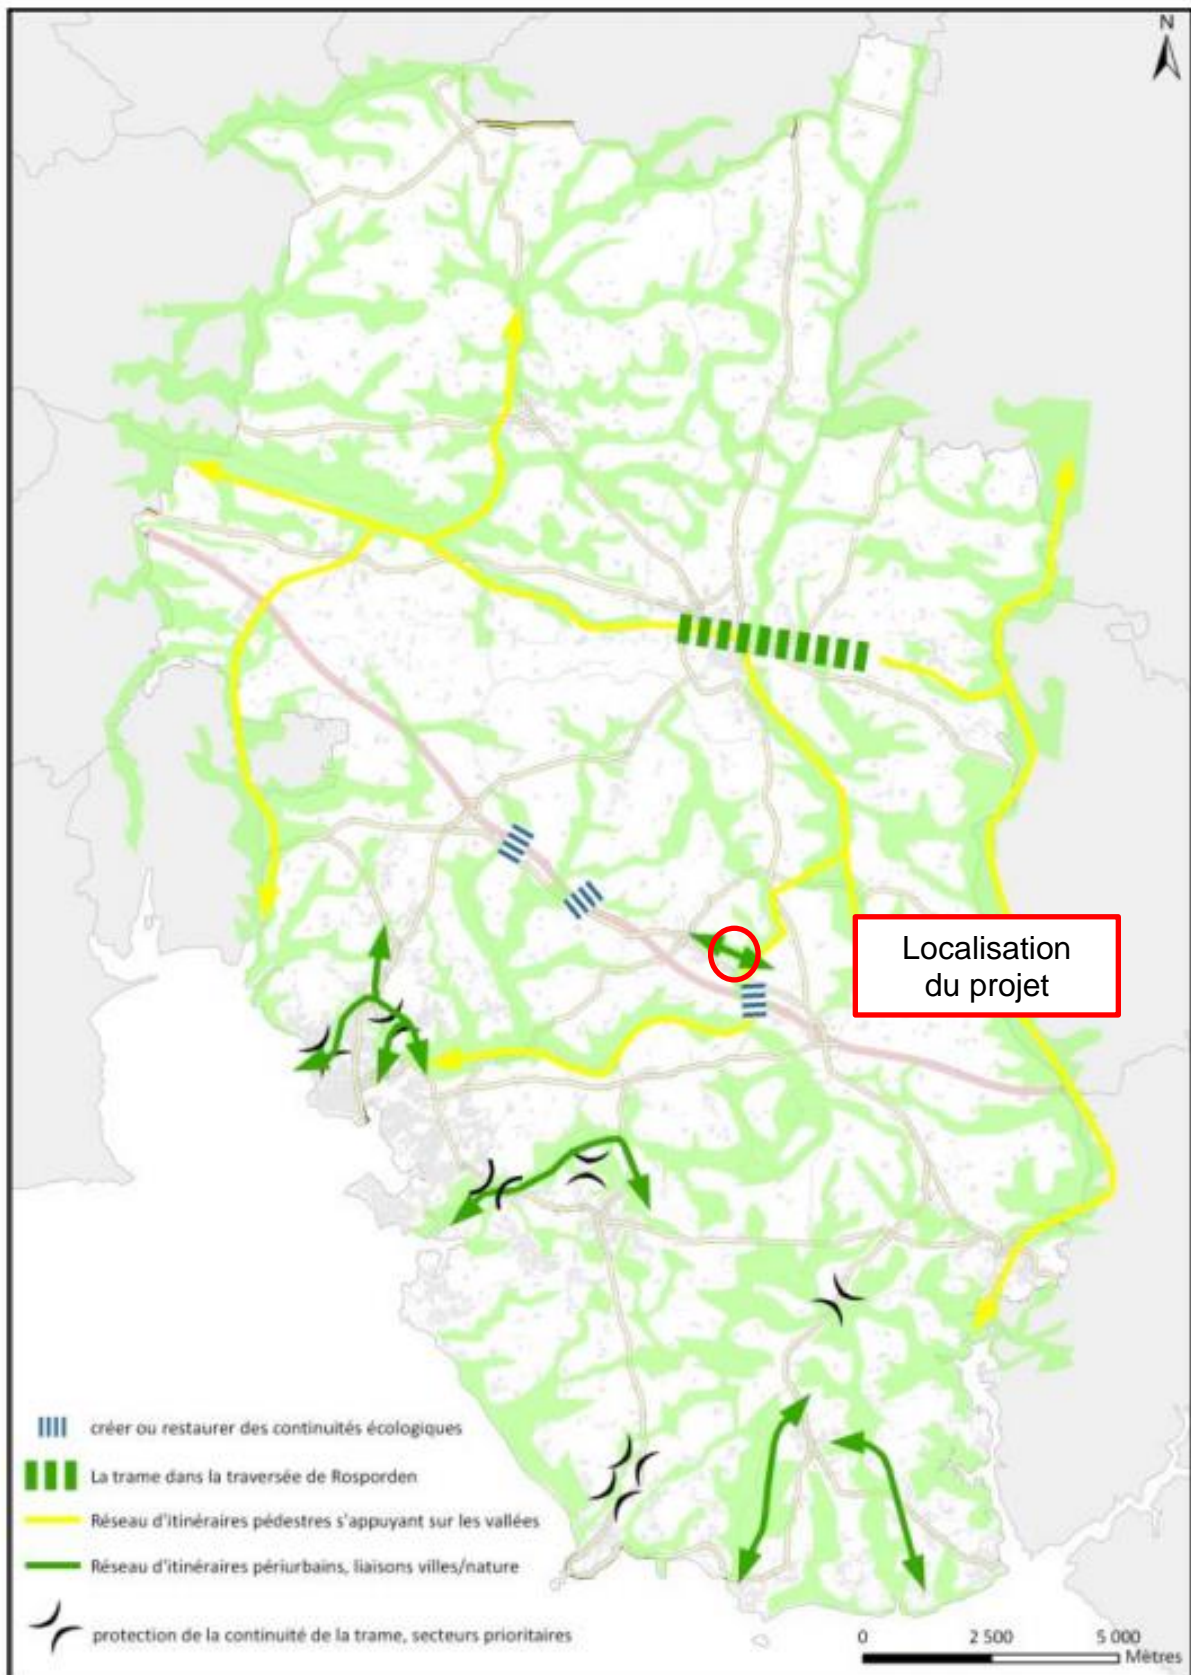 N
Localisation
du projet
créer ou restaurer des continuités écologiques
La trame dans la traversée de Rosporden
Réseau d'itinéraires pédestres s'appuyant sur les vallées
Réseau d'itinéraires périurbains, liaisons villes/nature
protection de la continuité de la trame, secteurs prioritaires
0 2 500 5 000
Mètres